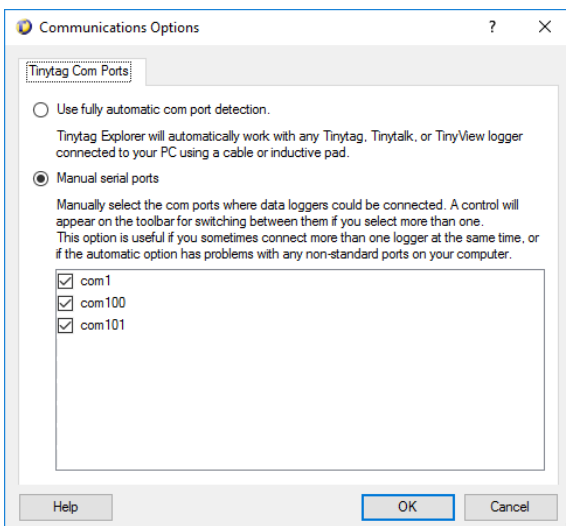 Communications Options
Tinytag Com Ports
Use fully automatic com port detection.
Tinytag Explorer will automatically work with any Tinytag, Tinytalk, or TinyView logger
connected to your PC using a cable or inductive pad.
Manual serial ports
Manually select the com ports where data loggers could be connected. A control will
appear on the toolbar for switching between them if you select more than one.
This option is useful if you sometimes connect more than one logger at the same time, or
if the automatic option has problems with any non-standard ports on your computer.
com1
com100
com101
Help
OK
Cancel